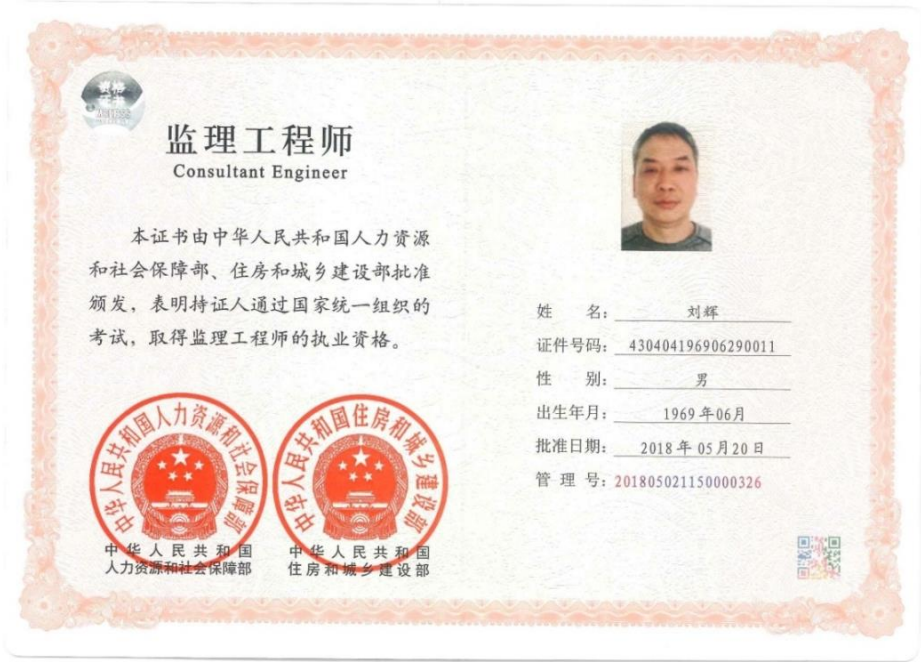 资格
监理工程师
Consultant Engineer
本证书由中华人民共和国人力资源
和社会保障部、住房和城乡建设部批准
颁发，表明持证人通过国家统一组织的
考试，取得监理工程师的执业资格。
中华人民共和国人力资源和社会保障部
中华人民共和国住房和城乡建设部
中华人民共和国
人力资源和社会保障部
中华人民共和国
住房和城乡建设部
姓 名： 刘辉
证件号码： 430404196906290011
性 别： 男
出生年月： 1969年06月
批准日期： 2018年05月20日
管理号： 201805021150000326